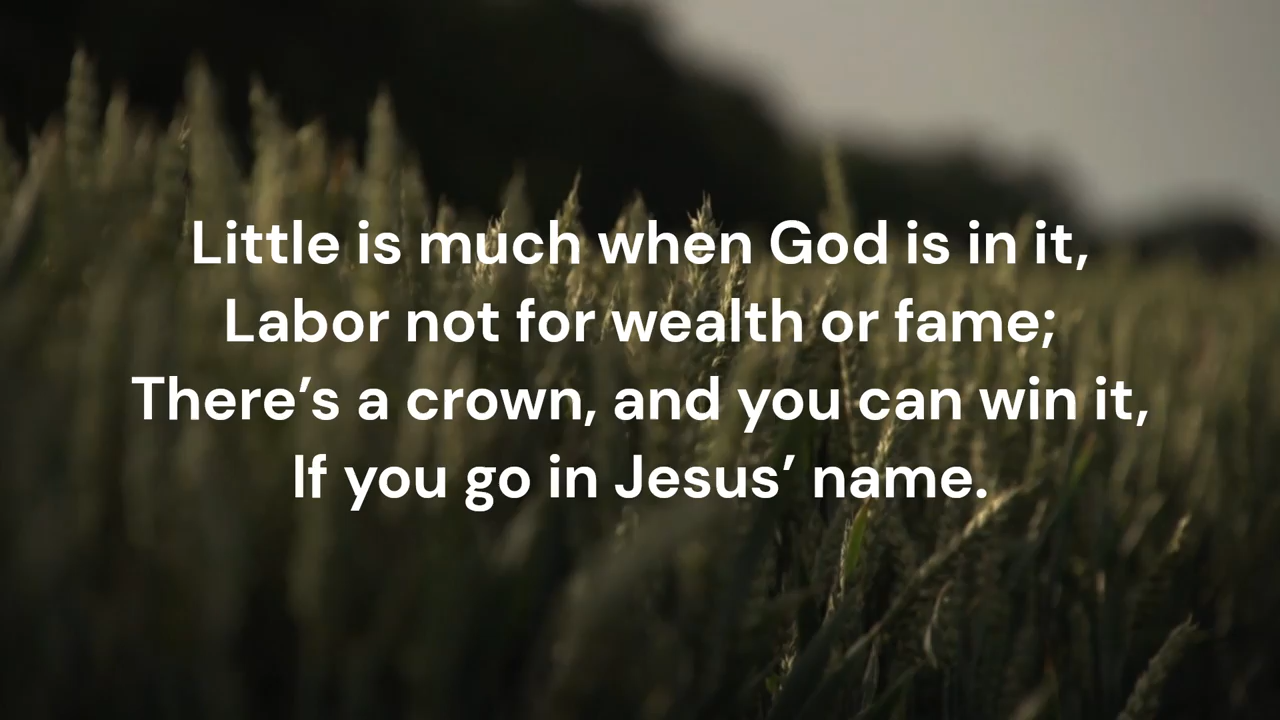 Little is much when God is in it,
Labor not for wealth or fame;
There’s a crown, and you can win it,
If you go in Jesus’ name.